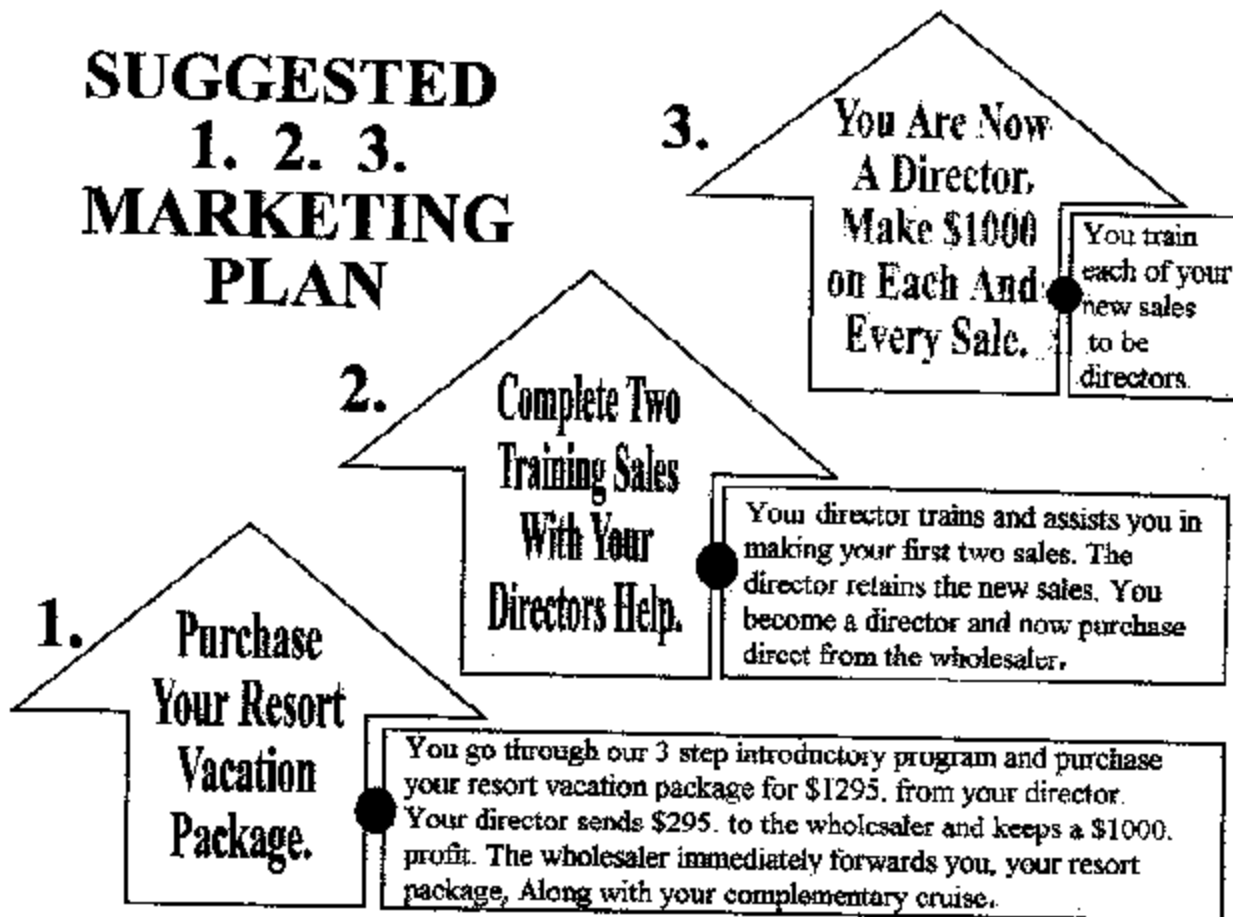 SUGGESTED
1. 2. 3.
MARKETING
PLAN
3.
You Are Now
A Director.
Make $1000
on Each And
Every Sale.
You train
each of your
new sales
to be
directors.
2.
Complete Two
Training Sales
With Your
Directors Help.
Your director trains and assists you in
making your first two sales. The
director retains the new sales. You
become a director and now purchase
direct from the wholesaler.
1.
Purchase
Your Resort
Vacation
Package.
You go through our 3 step introductory program and purchase
your resort vacation package for $1295. from your director.
Your director sends $295. to the wholesaler and keeps a $1000.
profit. The wholesaler immediately forwards you, your resort
package, Along with your complementary cruise.